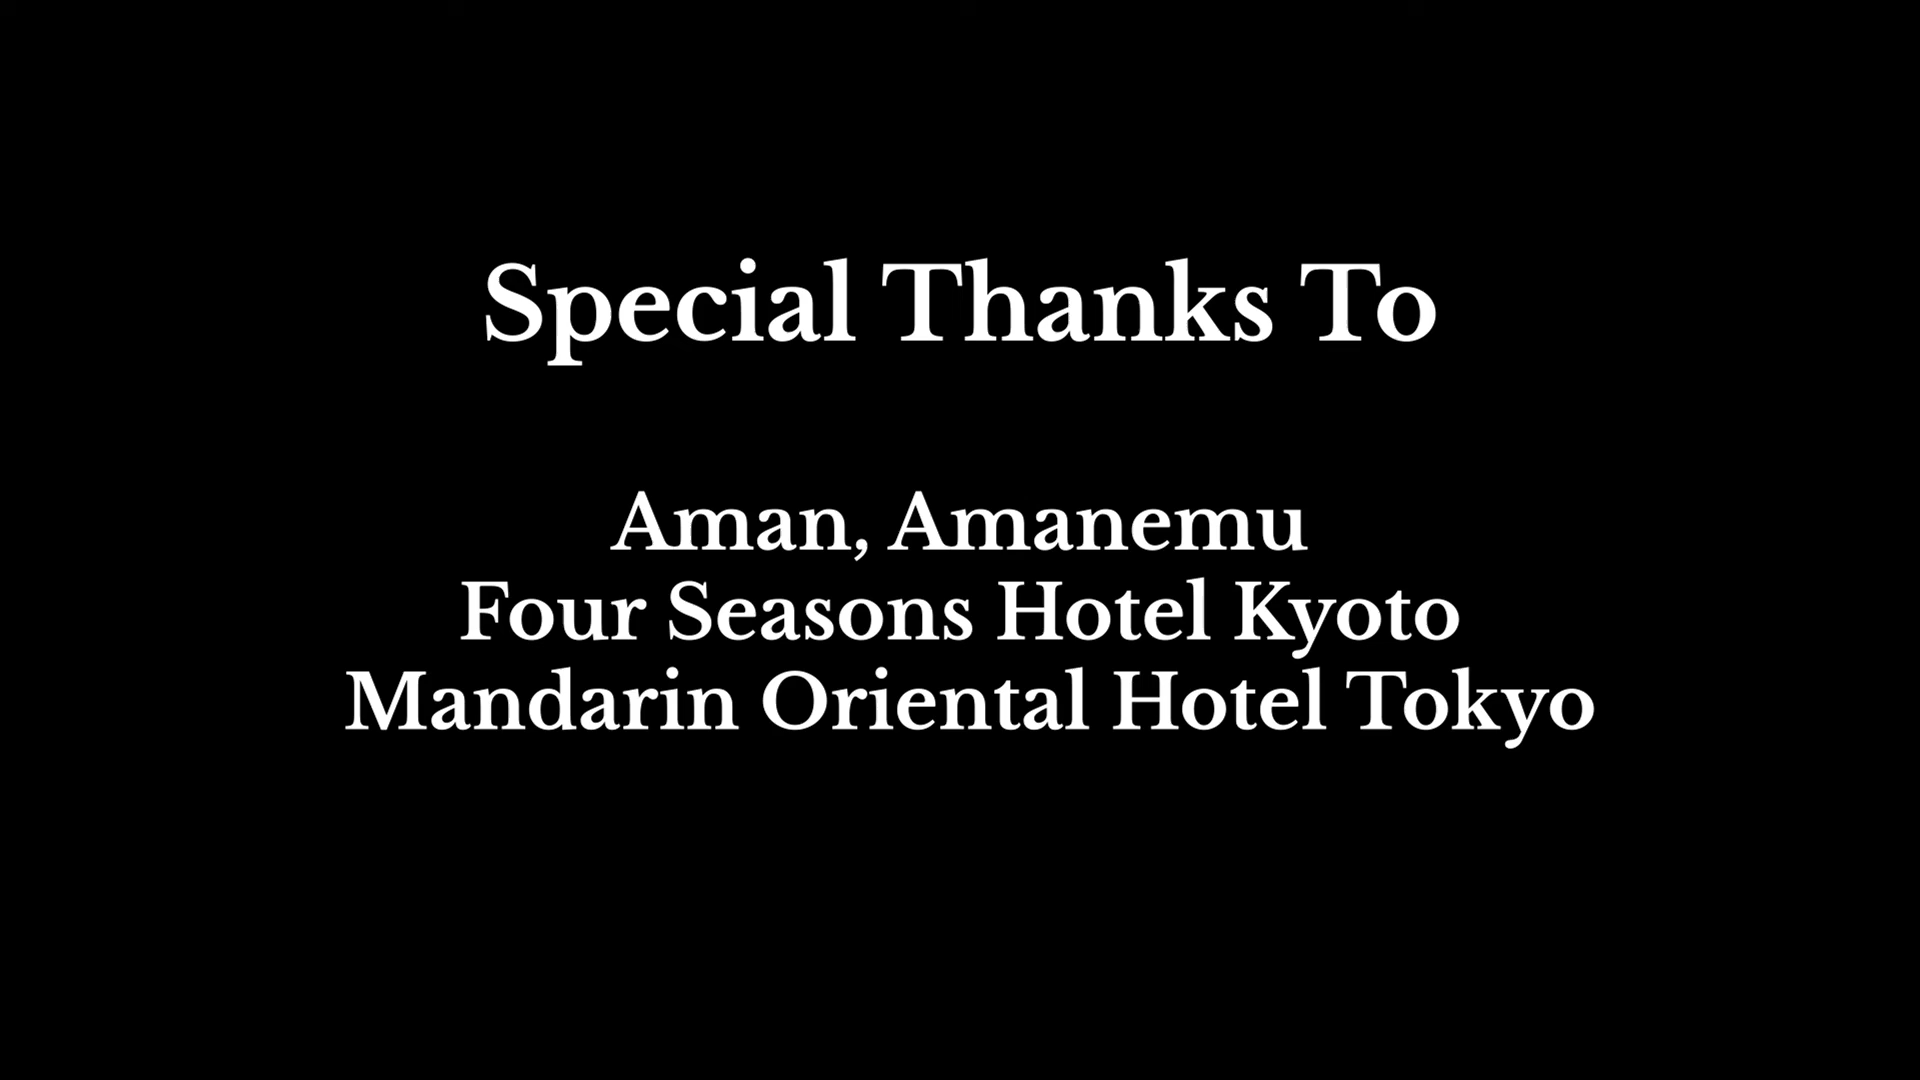 Special Thanks To
Aman, Amanemu
Four Seasons Hotel Kyoto
Mandarin Oriental Hotel Tokyo